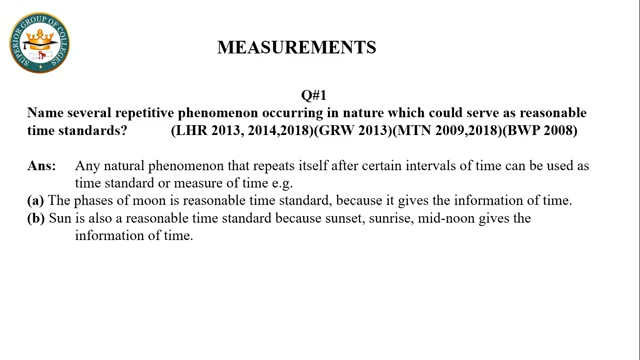 SUPERIOR GROUP OF COLLEGES
MEASUREMENTS
Q#1
Name several repetitive phenomenon occurring in nature which could serve as reasonable
time standards? (LHR 2013, 2014,2018)(GRW 2013)(MTN 2009,2018)(BWP 2008)
Ans: Any natural phenomenon that repeats itself after certain intervals of time can be used as
time standard or measure of time e.g.
(a) The phases of moon is reasonable time standard, because it gives the information of time.
(b) Sun is also a reasonable time standard because sunset, sunrise, mid-noon gives the
information of time.